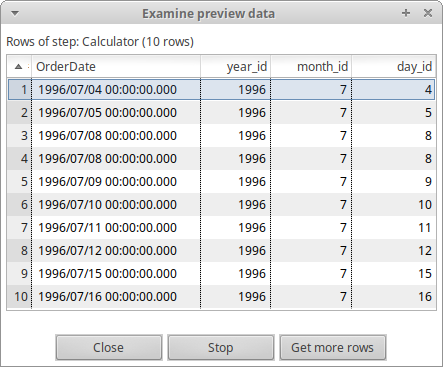 Examine preview data
Rows of step: Calculator (10 rows)
OrderDate year_id month_id day_id
1 1996/07/04 00:00:00.000 1996 7 4
2 1996/07/05 00:00:00.000 1996 7 5
3 1996/07/08 00:00:00.000 1996 7 8
4 1996/07/08 00:00:00.000 1996 7 8
5 1996/07/09 00:00:00.000 1996 7 9
6 1996/07/10 00:00:00.000 1996 7 10
7 1996/07/11 00:00:00.000 1996 7 11
8 1996/07/12 00:00:00.000 1996 7 12
9 1996/07/15 00:00:00.000 1996 7 15
10 1996/07/16 00:00:00.000 1996 7 16
Close Stop Get more rows